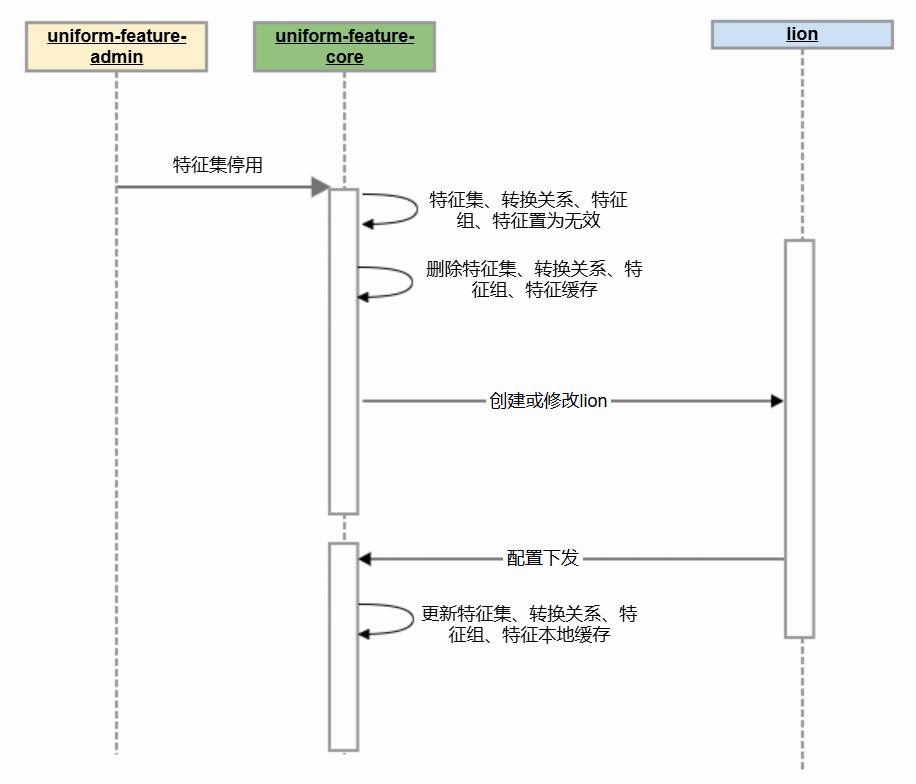 uniform-feature-
admin
uniform-feature-
core
lion
特征集停用
特征集、转换关系、特征
组、特征置为无效
删除特征集、转换关系、特
征组、特征缓存
创建或修改lion
配置下发
更新特征集、转换关系、特
征组、特征本地缓存